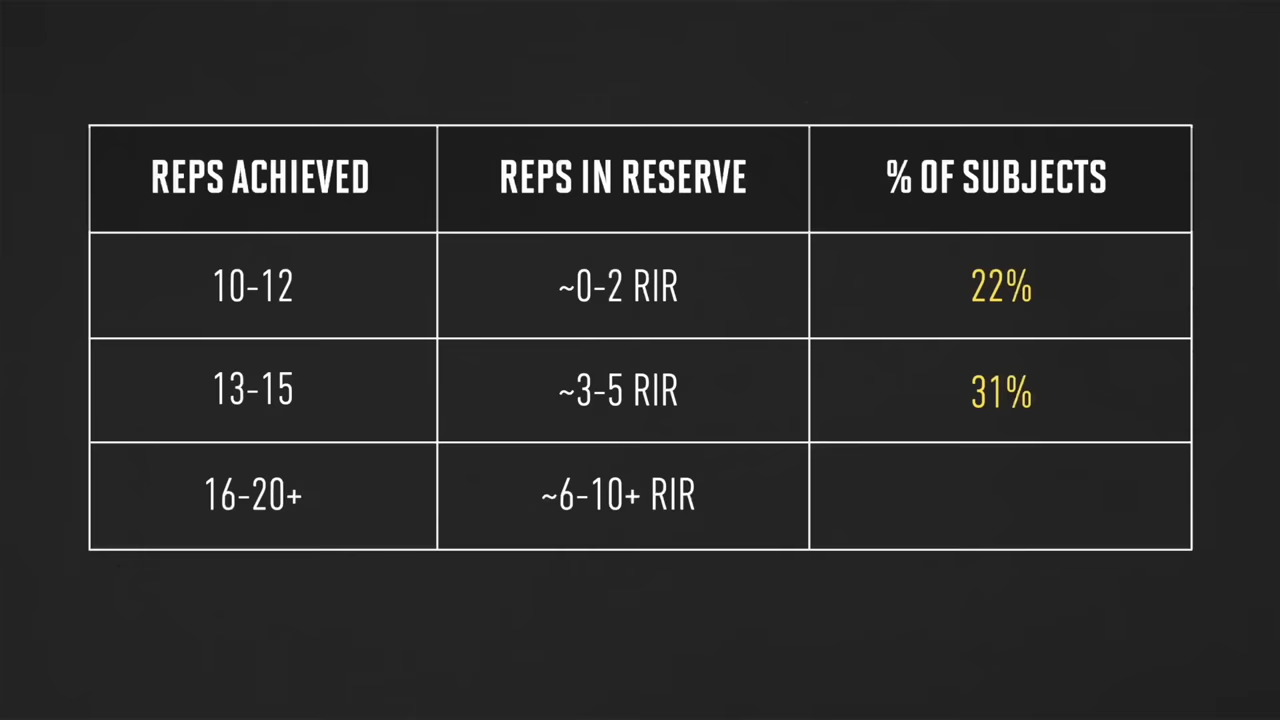 REPS ACHIEVED REPS IN RESERVE % OF SUBJECTS
10-12 ~0-2 RIR 22%
13-15 ~3-5 RIR 31%
16-20+ ~6-10+ RIR